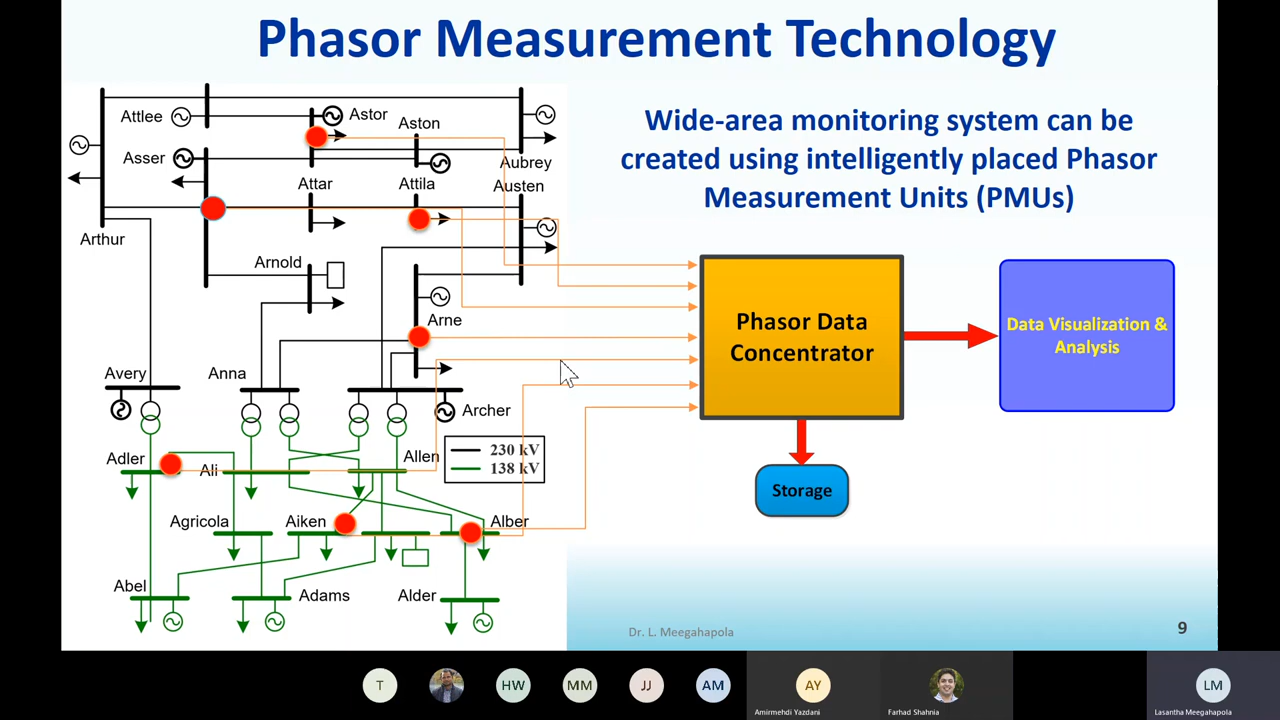 Phasor Measurement Technology
Wide-area monitoring system can be
created using intelligently placed Phasor
Measurement Units (PMUs)
Attlee
Astor
Aston
Asser
Aubrey
Attar
Attila
Austen
Arthur
Arnold
Arne
Avery
Anna
Archer
230 kV
138 kV
Adler
Ali
Allen
Agricola
Aiken
Alber
Abel
Adams
Alder
Phasor Data
Concentrator
Data Visualization &
Analysis
Storage
Dr. L. Meegahapola
9
T
HW
MM
JJ
AM
AY
Amirmehdi Yazdani
Farhad Shahnia
LM
Lasantha Meegahapola